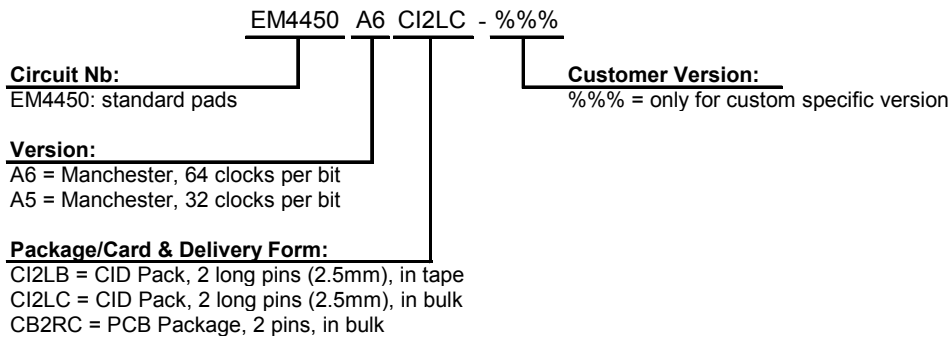 EM4450 A6 CI2LC - %%%
Circuit Nb:
EM4450: standard pads
Customer Version:
%%% = only for custom specific version
Version:
A6 = Manchester, 64 clocks per bit
A5 = Manchester, 32 clocks per bit
Package/Card & Delivery Form:
CI2LB = CID Pack, 2 long pins (2.5mm), in tape
CI2LC = CID Pack, 2 long pins (2.5mm), in bulk
CB2RC = PCB Package, 2 pins, in bulk